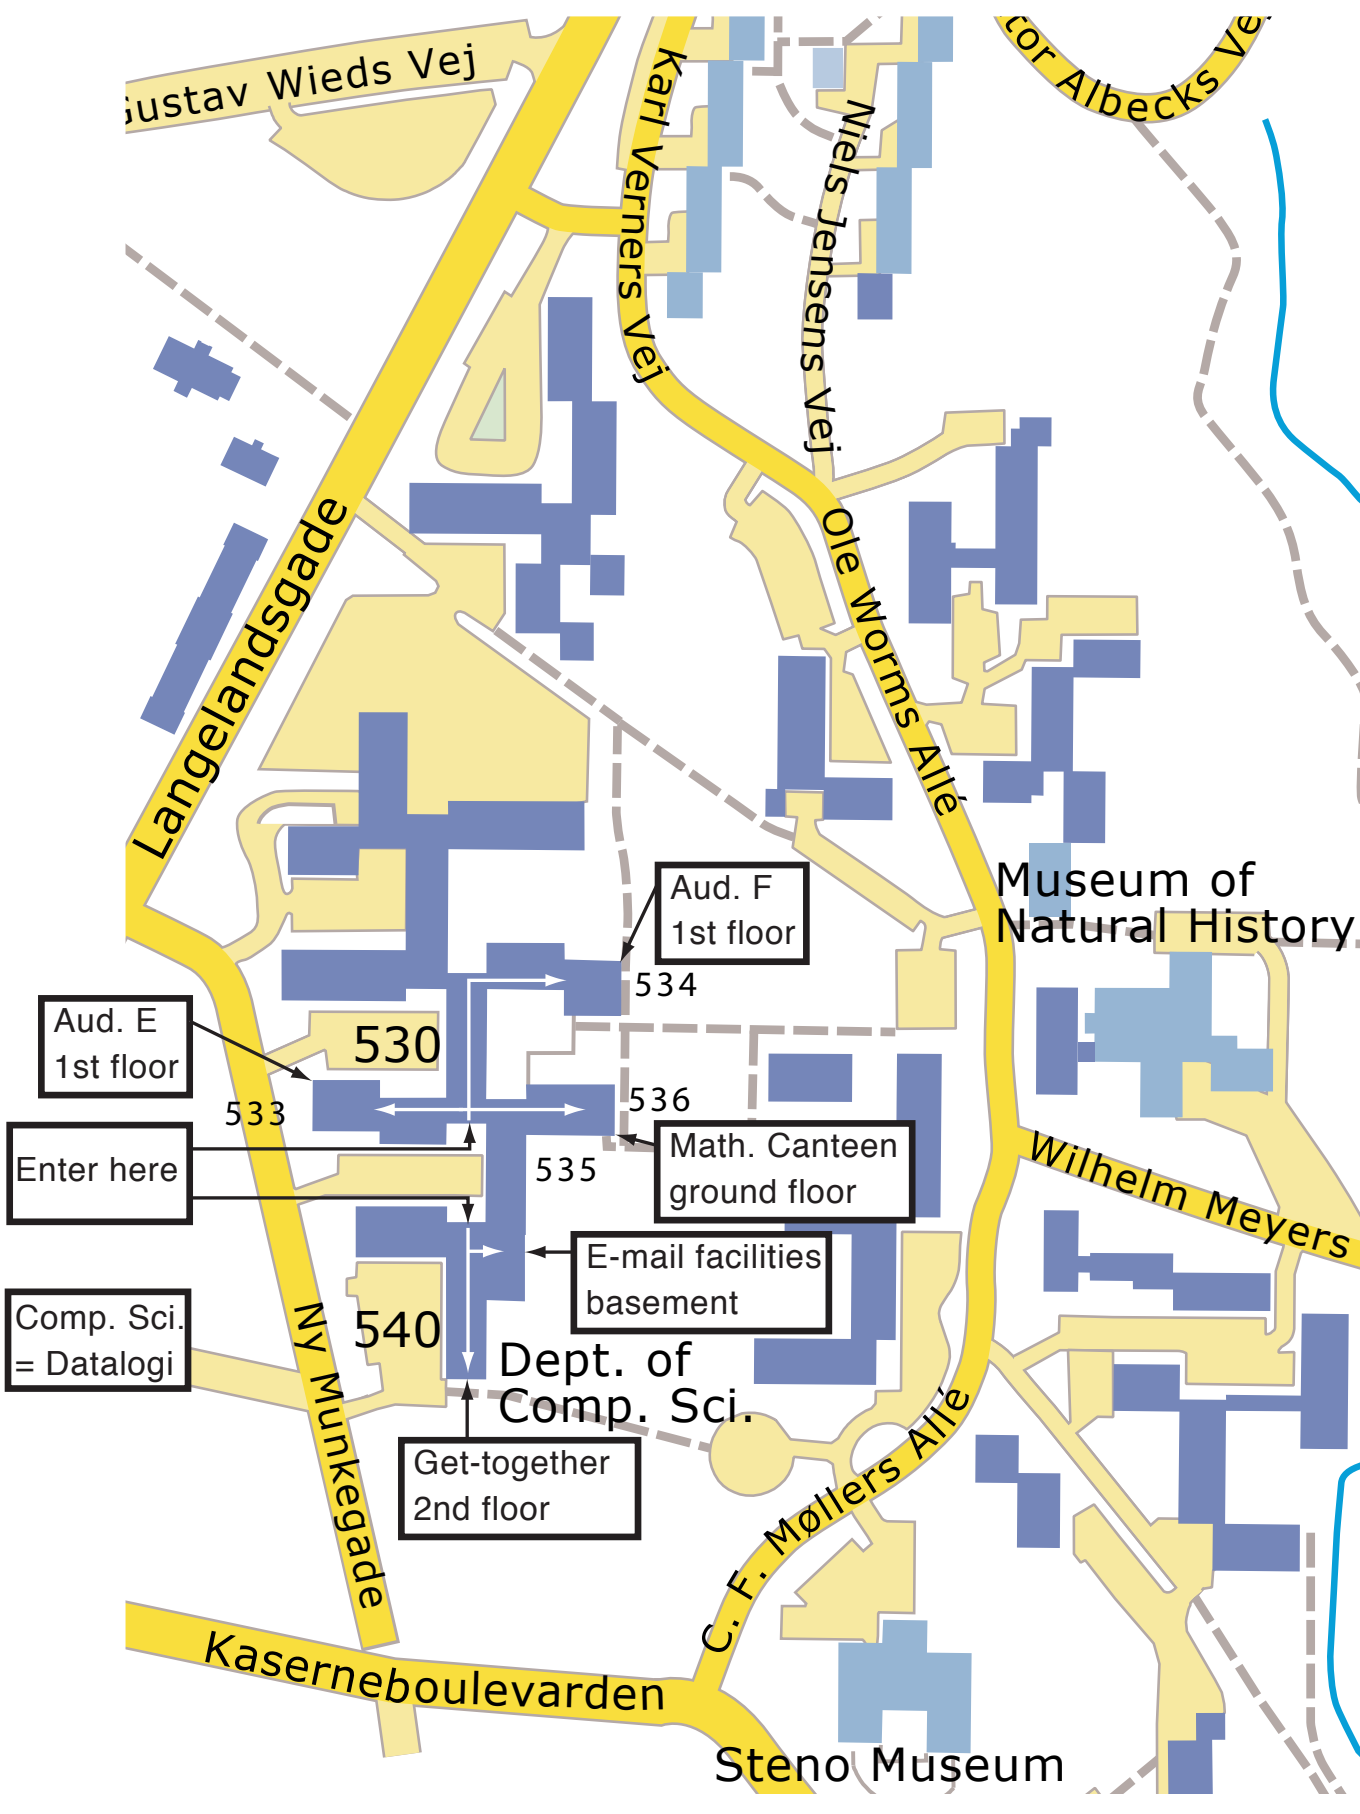 Gustav Wieds Vej
Karl Verners Vej
Niels Jensens Vej
tor Albecks Ve
Langelandsgade
Ole Worms Allé
Museum of
Natural History
Aud. F
1st floor
534
Aud. E
1st floor
530
533
536
Enter here
535
Math. Canteen
ground floor
Wilhelm Meyers
E-mail facilities
basement
Comp. Sci.
= Datalogi
540
Ny Munkegade
Dept. of
Comp. Sci.
Get-together
2nd floor
C. F. Møllers Allé
Kaserneboulevarden
Steno Museum